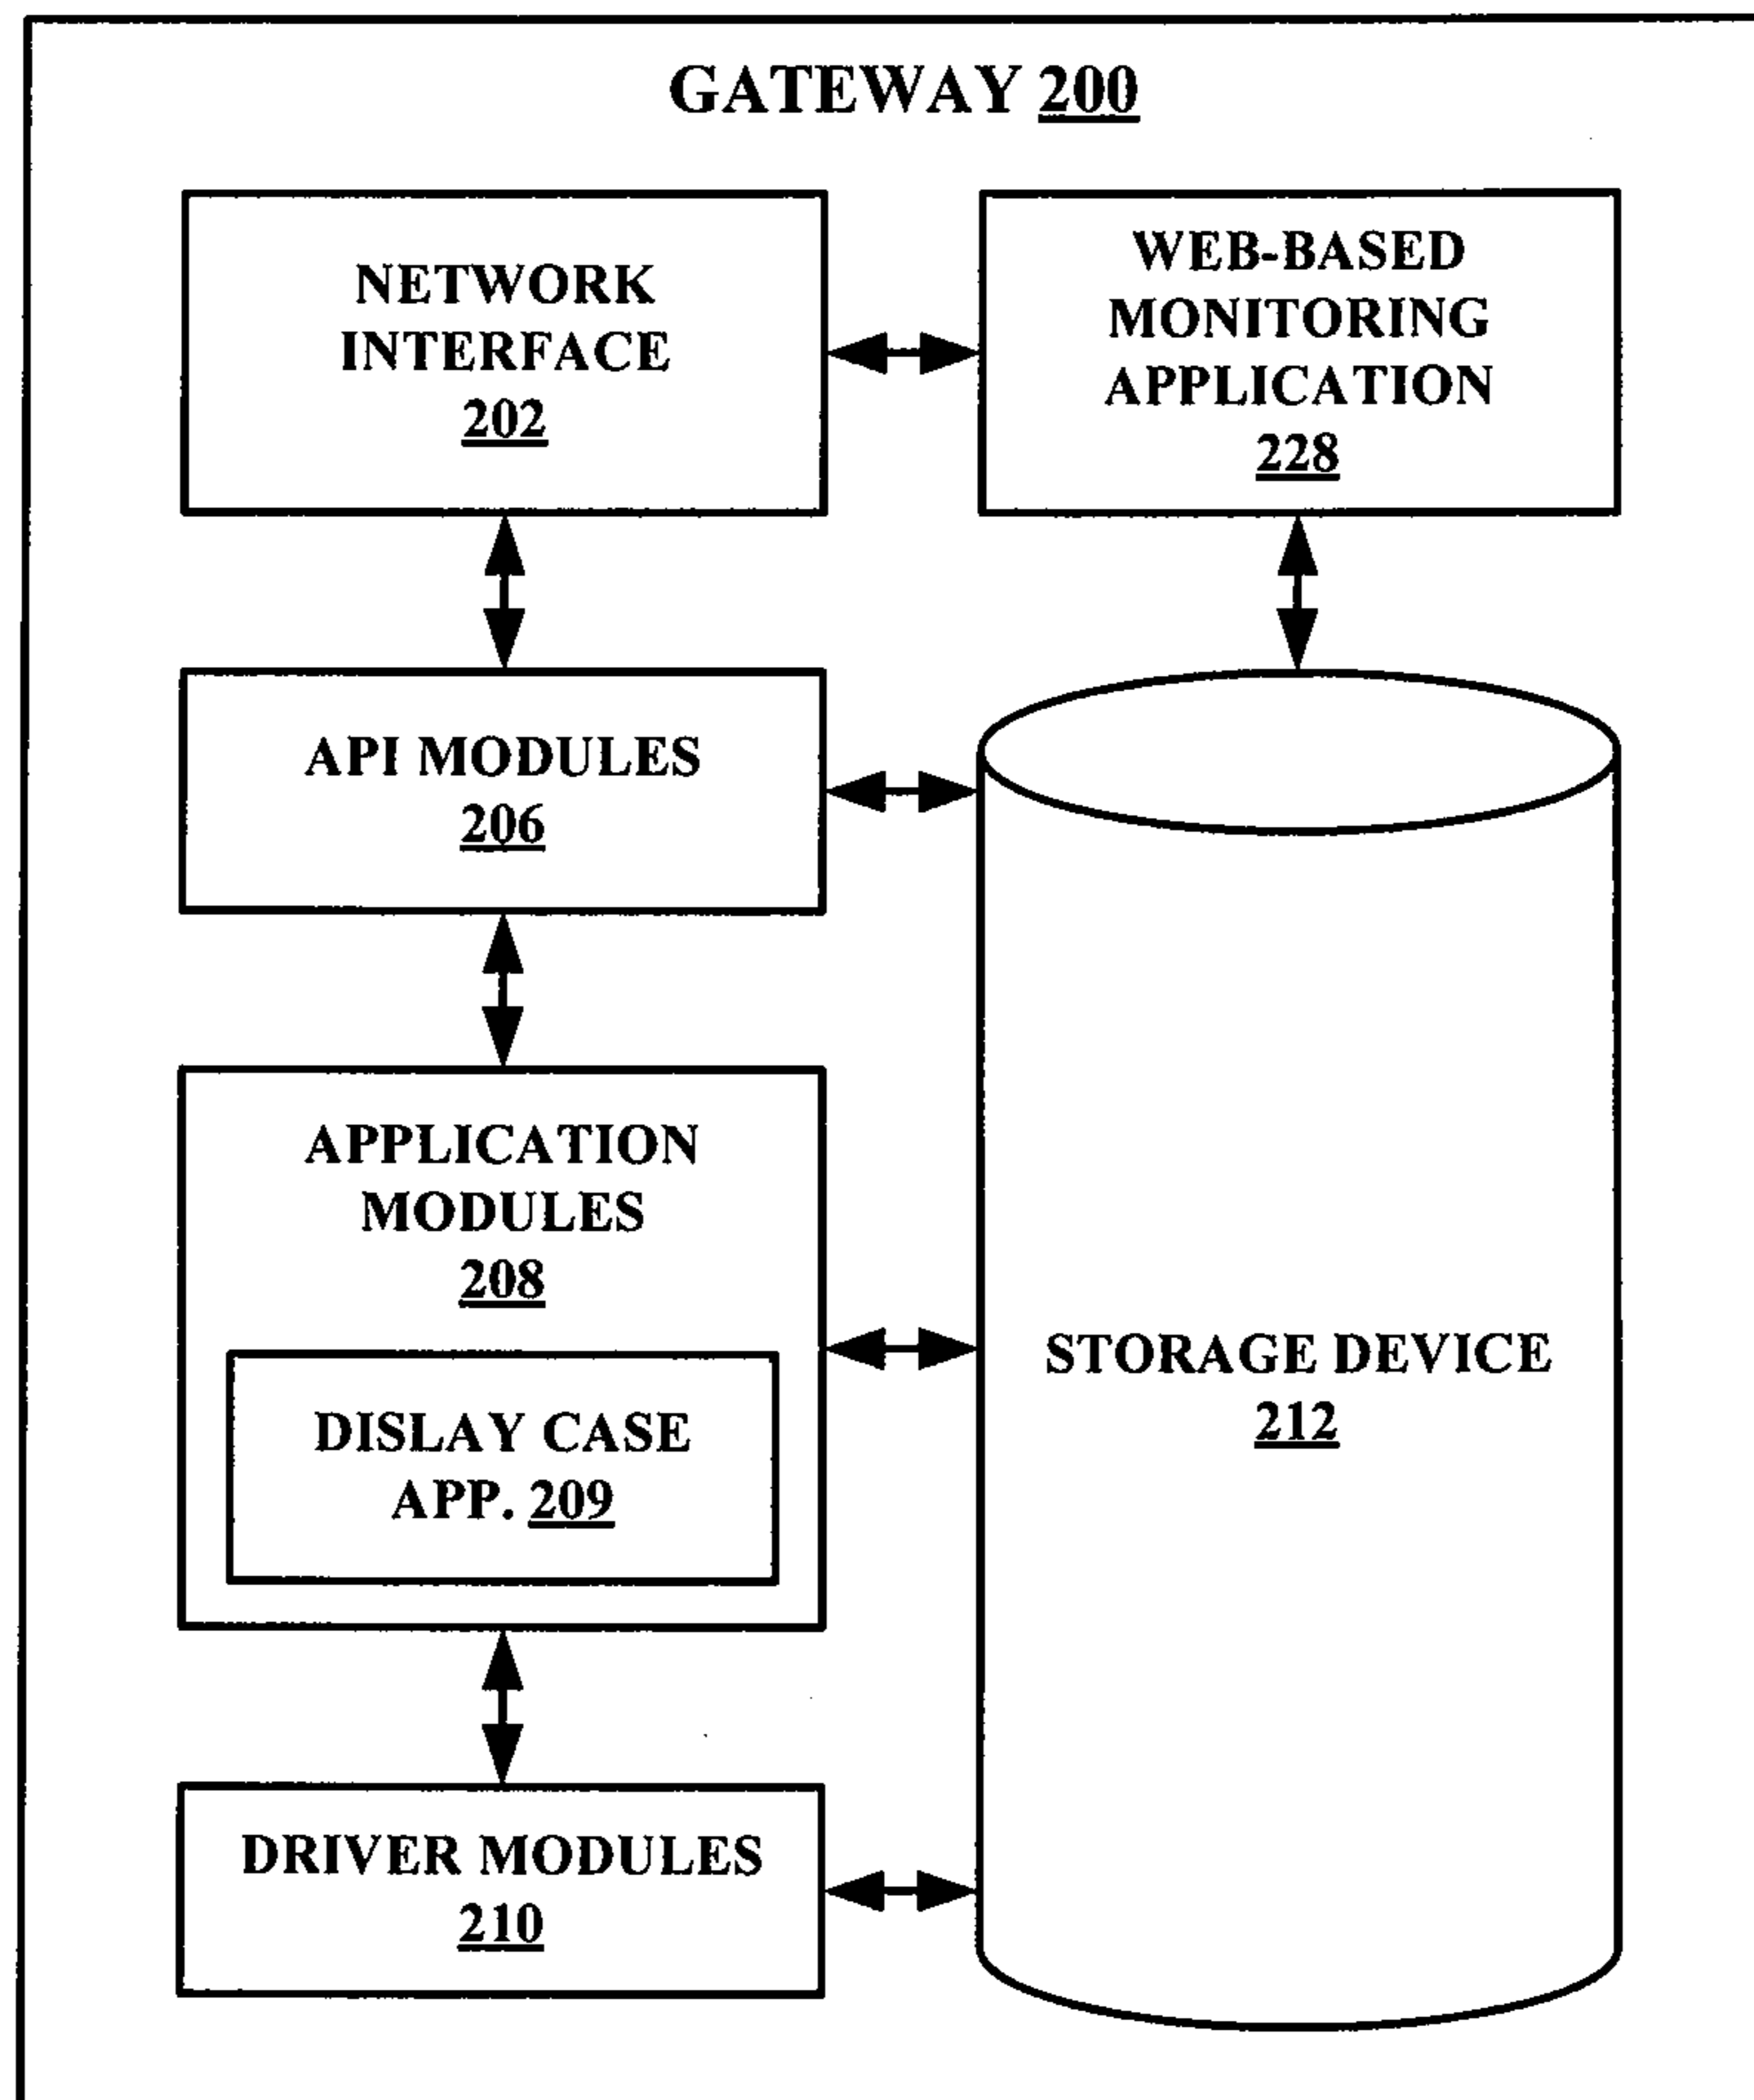 GATEWAY 200
NETWORK
INTERFACE
202
WEB-BASED
MONITORING
APPLICATION
228
API MODULES
206
APPLICATION
MODULES
208
DISLAY CASE
APP. 209
STORAGE DEVICE
212
DRIVER MODULES
210